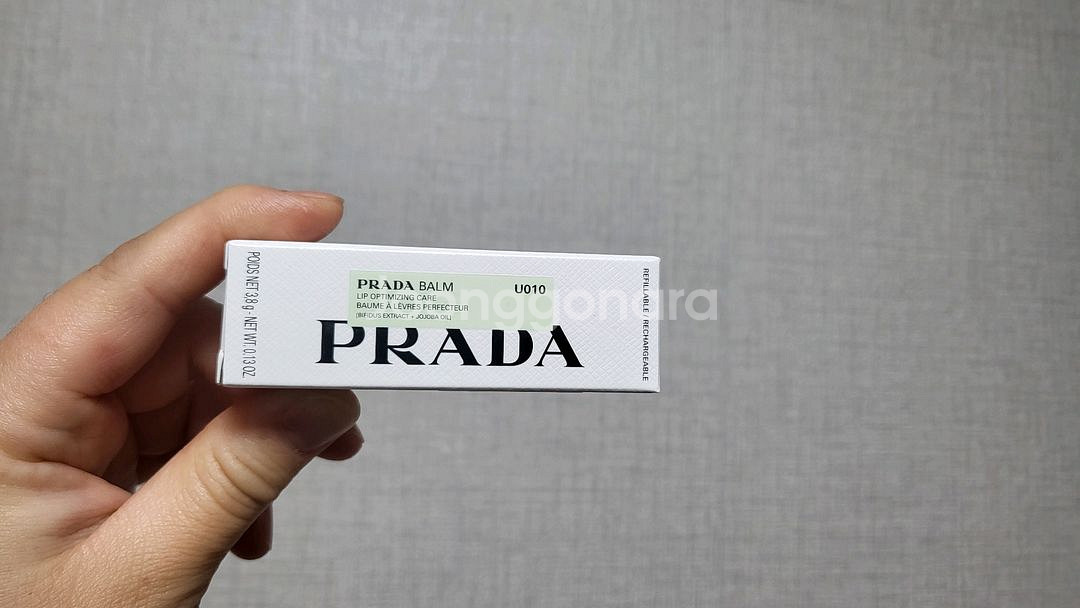 POIDS NET 3,8 g - NET WT. 0.13 OZ.
PRADA BALM U010
LIP OPTIMIZING CARE
BAUME À LÈVRES PERFECTEUR
(BIFIDUS EXTRACT + JOJOBA OIL)
PRADA
REFILLABLE / RECHARGEABLE